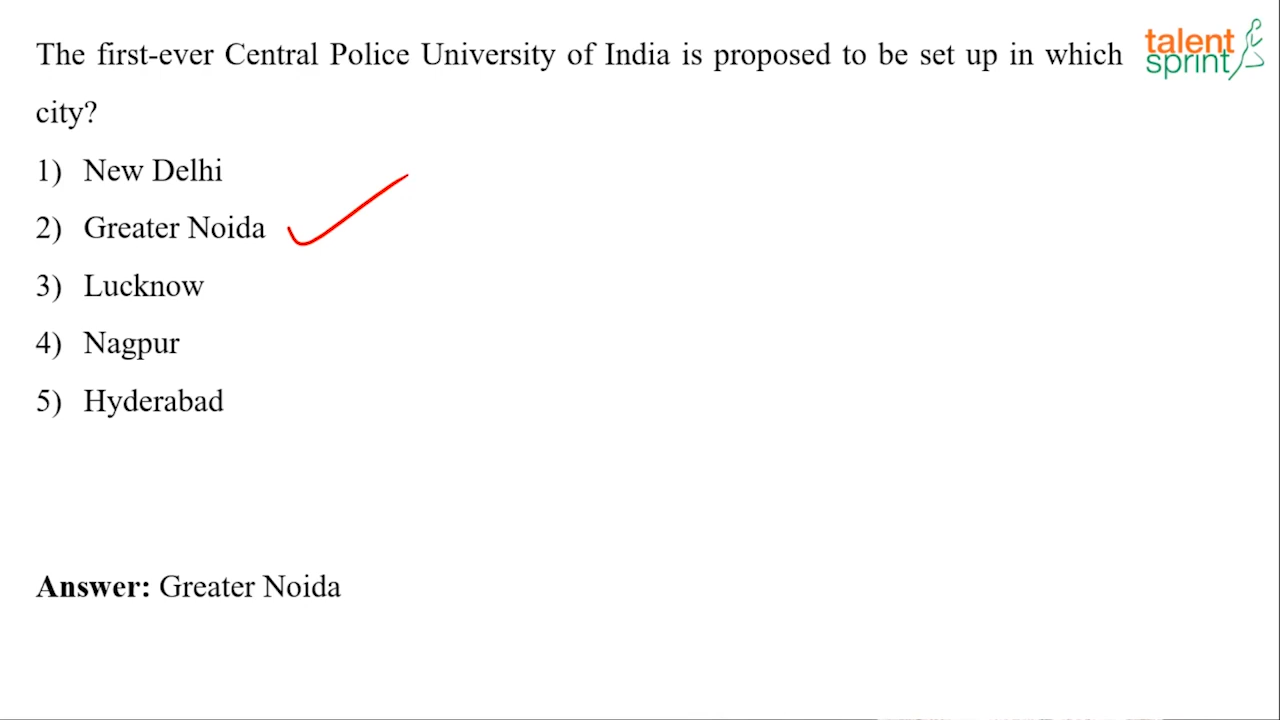 The first-ever Central Police University of India is proposed to be set up in which
city?
talent
sprint
1) New Delhi
2) Greater Noida
3) Lucknow
4) Nagpur
5) Hyderabad
Answer: Greater Noida